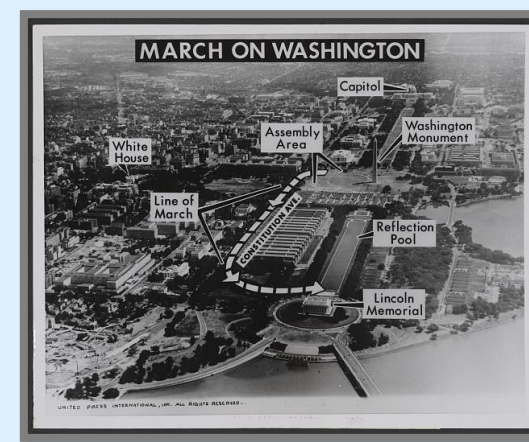 MARCH ON WASHINGTON
Capitol
Assembly
Area
Washington
Monument
White
House
Line of
March
CONSTITUTION AVE.
Reflection
Pool
Lincoln
Memorial
UNITED PRESS INTERNATIONAL, INC. ALL RIGHTS RESERVED..